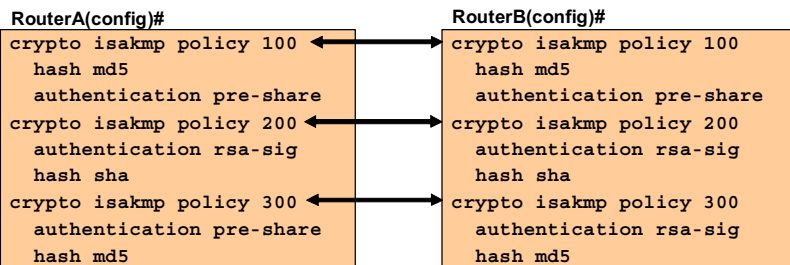 RouterA(config)#
crypto isakmp policy 100
hash md5
authentication pre-share
crypto isakmp policy 200
authentication rsa-sig
hash sha
crypto isakmp policy 300
authentication pre-share
hash md5
RouterB(config)#
crypto isakmp policy 100
hash md5
authentication pre-share
crypto isakmp policy 200
authentication rsa-sig
hash sha
crypto isakmp policy 300
authentication rsa-sig
hash md5